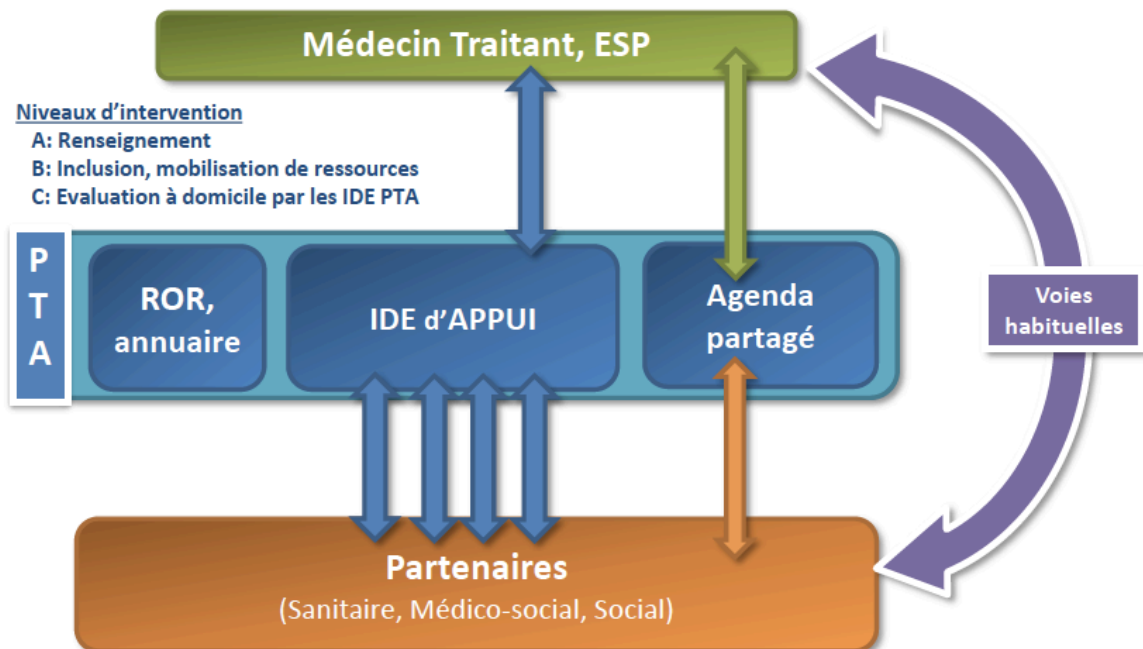 Médecin Traitant, ESP
Niveaux d'intervention
A: Renseignement
B: Inclusion, mobilisation de ressources
C: Evaluation à domicile par les IDE PTA
P
T
A
ROR,
annuaire
IDE d'APPUI
Agenda
partagé
Voies
habituelles
Partenaires
(Sanitaire, Médico-social, Social)